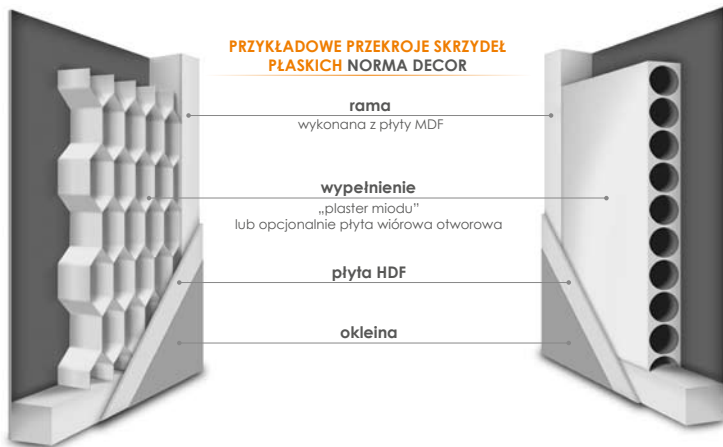 PRZYKŁADOWE PRZEKROJE SKRZYDEŁ
PŁASKICH NORMA DECOR
rama
wykonana z płyty MDF
wypełnienie
„plaster miodu”
lub opcjonalnie płyta wiórowa otworowa
płyta HDF
okleina